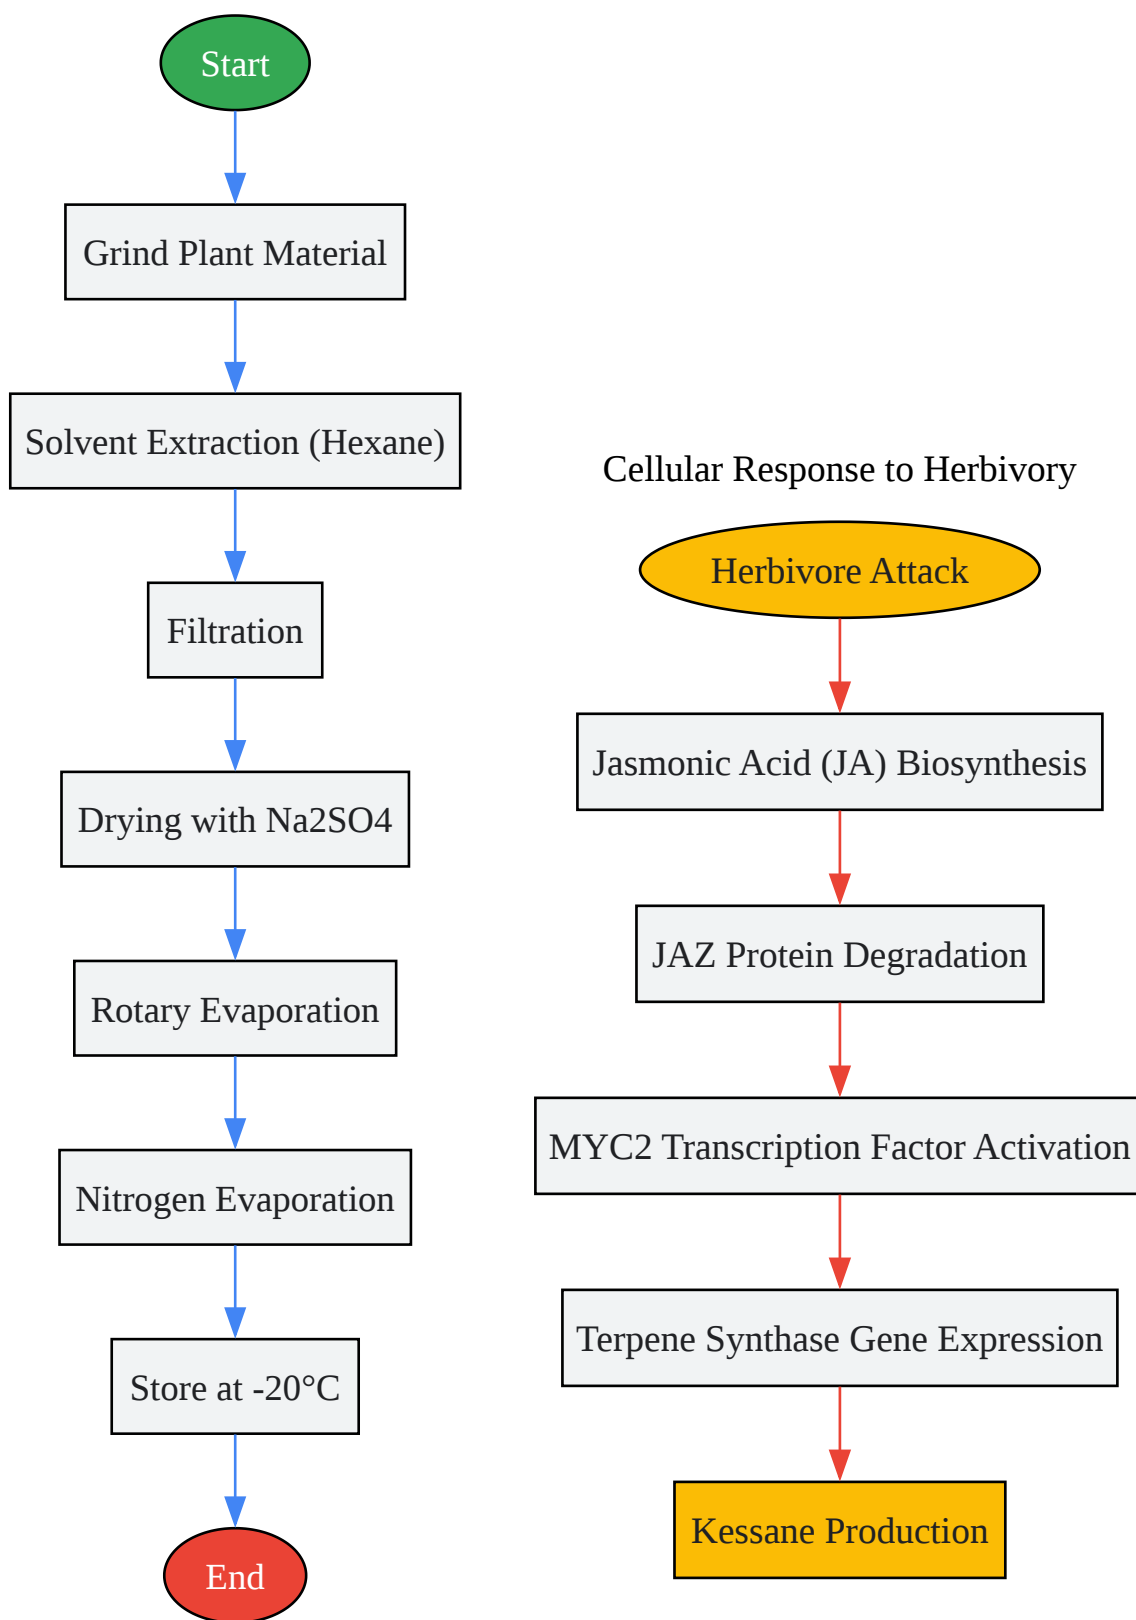 Start
Grind Plant Material
Solvent Extraction (Hexane)
Filtration
Drying with Na2SO4
Rotary Evaporation
Nitrogen Evaporation
Store at -20°C
End
Cellular Response to Herbivory
Herbivore Attack
Jasmonic Acid (JA) Biosynthesis
JAZ Protein Degradation
MYC2 Transcription Factor Activation
Terpene Synthase Gene Expression
Kessane Production